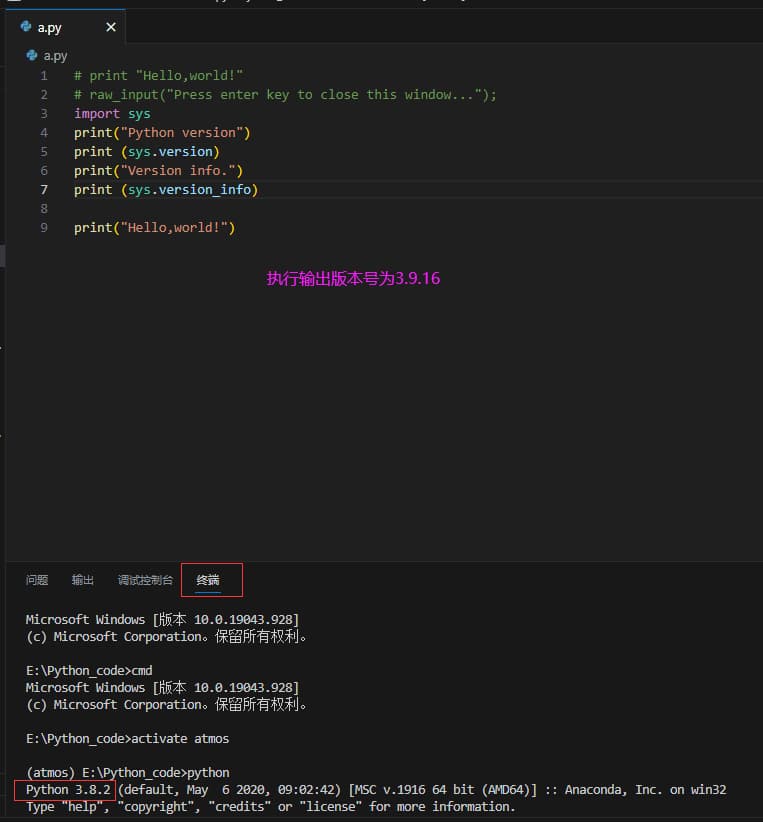 a.py
a.py
1 # print "Hello,world!"
2 # raw_input("Press enter key to close this window...");
3 import sys
4 print("Python version")
5 print (sys.version)
6 print("Version info.")
7 print (sys.version_info)
8
9 print("Hello,world!")
执行输出版本号为3.9.16
问题 输出 调试控制台 终端
Microsoft Windows [版本 10.0.19043.928]
(c) Microsoft Corporation。保留所有权利。
E:\Python_code>cmd
Microsoft Windows [版本 10.0.19043.928]
(c) Microsoft Corporation。保留所有权利。
E:\Python_code>activate atmos
(atmos) E:\Python_code>python
Python 3.8.2 (default, May  6 2020, 09:02:42) [MSC v.1916 64 bit (AMD64)] :: Anaconda, Inc. on win32
Type "help", "copyright", "credits" or "license" for more information.